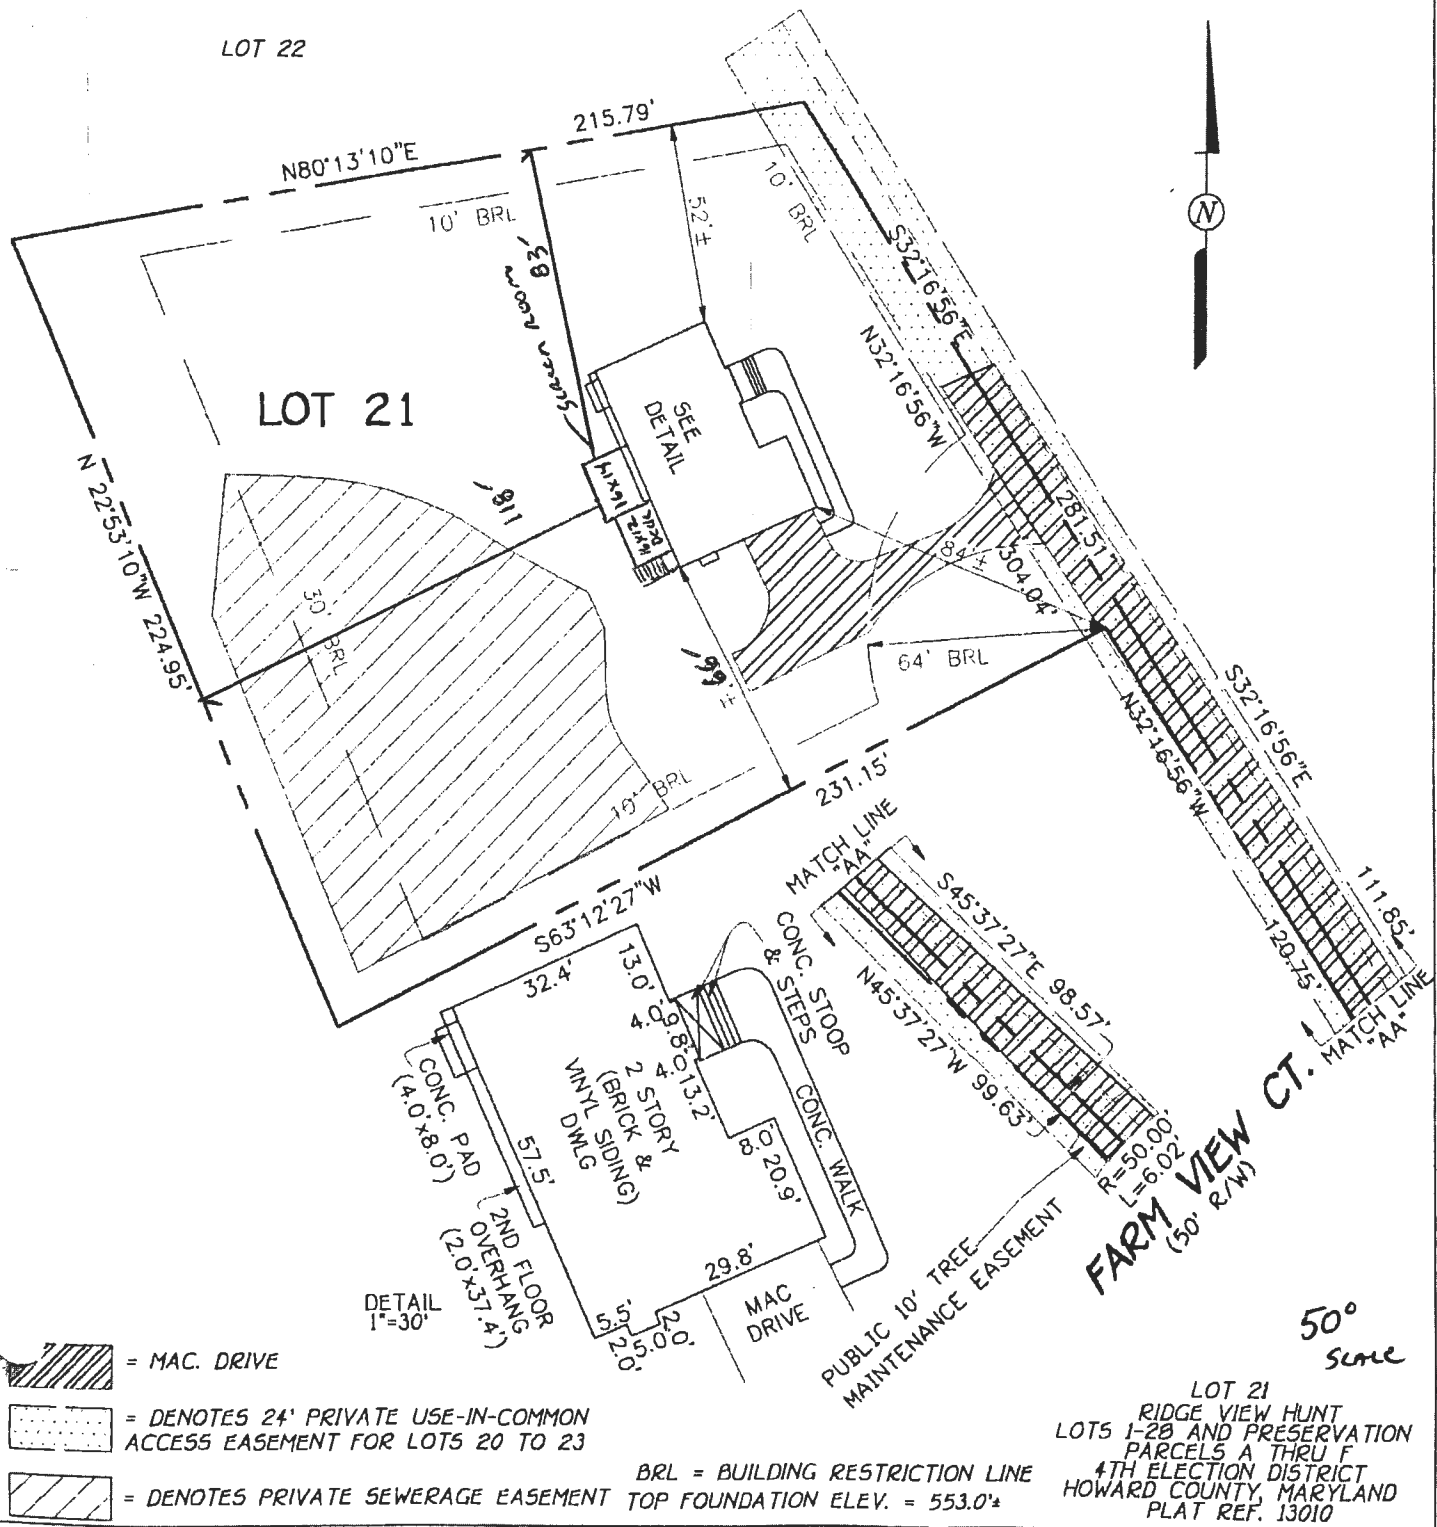 LOT 22
215.79'
N80°13'10"E
10' BRL
10' BRL
52'±
83'
SCREEN ROOM
S32°16'56"E
N32°16'56"W
N
LOT 21
SEE
DETAIL
16x14
16x12
DECK
118'
N 22°53'10"W 224.95'
30'
BRL
281.51'
304.04'
84'±
64' BRL
66'±
10' BRL
231.15'
S63°12'27"W
S32°16'56"E
N32°16'56"W
111.85'
120.75'
MATCH LINE
"AA"
MATCH LINE
"AA"
S45°37'27"E 98.57'
N45°37'27"W 99.63'
R=50.00'
L=6.02'
FARM VIEW CT.
(50' R/W)
PUBLIC 10' TREE
MAINTENANCE EASEMENT
32.4'
13.0'
4.0'
9.8'
4.0'
13.2'
8.0'
20.9'
29.8'
2.0'
5.0'
2.0'
5.5'
57.5'
CONC. STOOP
& STEPS
CONC. WALK
2 STORY
(BRICK &
VINYL SIDING)
DWLG
CONC. PAD
(4.0'x8.0')
2ND FLOOR
OVERHANG
(2.0'x37.4')
MAC
DRIVE
DETAIL
1"=30'
50°
SCALE
= MAC. DRIVE
= DENOTES 24' PRIVATE USE-IN-COMMON
ACCESS EASEMENT FOR LOTS 20 TO 23
= DENOTES PRIVATE SEWERAGE EASEMENT
BRL = BUILDING RESTRICTION LINE
TOP FOUNDATION ELEV. = 553.0'±
LOT 21
RIDGE VIEW HUNT
LOTS 1-28 AND PRESERVATION
PARCELS A THRU F
4TH ELECTION DISTRICT
HOWARD COUNTY, MARYLAND
PLAT REF. 13010